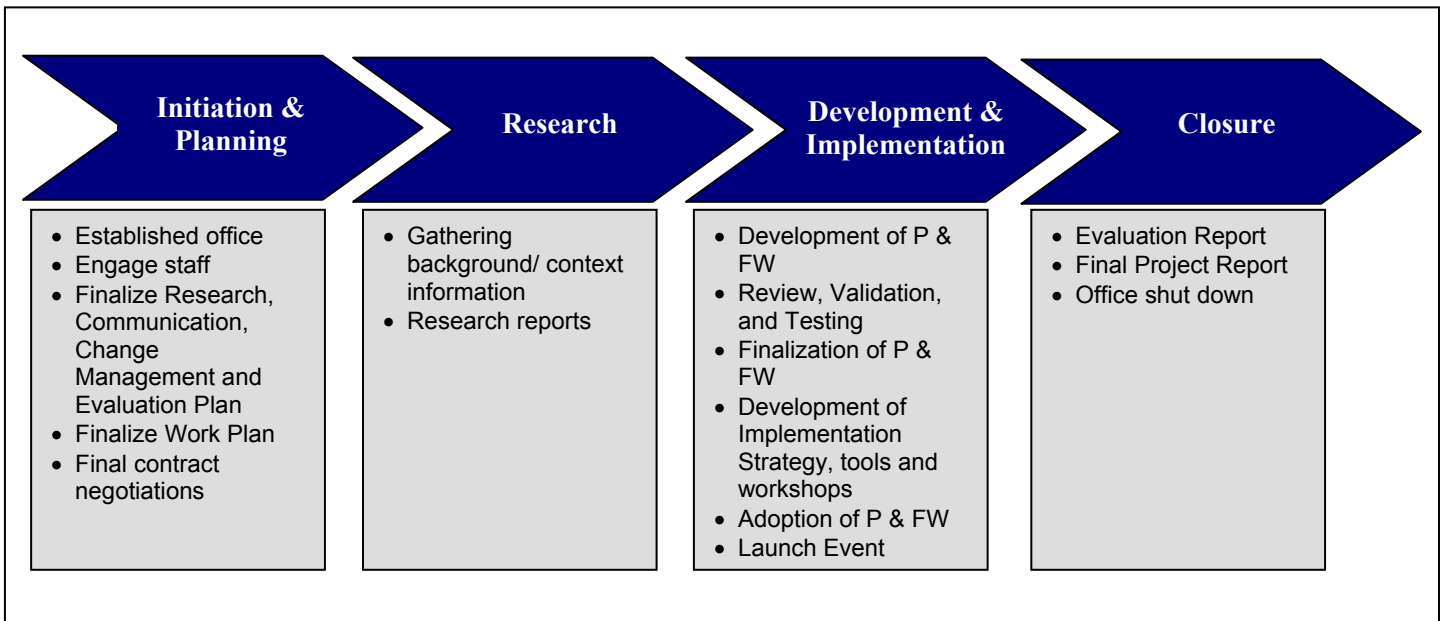 Initiation &
Planning
• Established office
• Engage staff
• Finalize Research,
Communication,
Change
Management and
Evaluation Plan
• Finalize Work Plan
• Final contract
negotiations
Research
• Gathering
background/ context
information
• Research reports
Development &
Implementation
• Development of P &
FW
• Review, Validation,
and Testing
• Finalization of P &
FW
• Development of
Implementation
Strategy, tools and
workshops
• Adoption of P & FW
• Launch Event
Closure
• Evaluation Report
• Final Project Report
• Office shut down